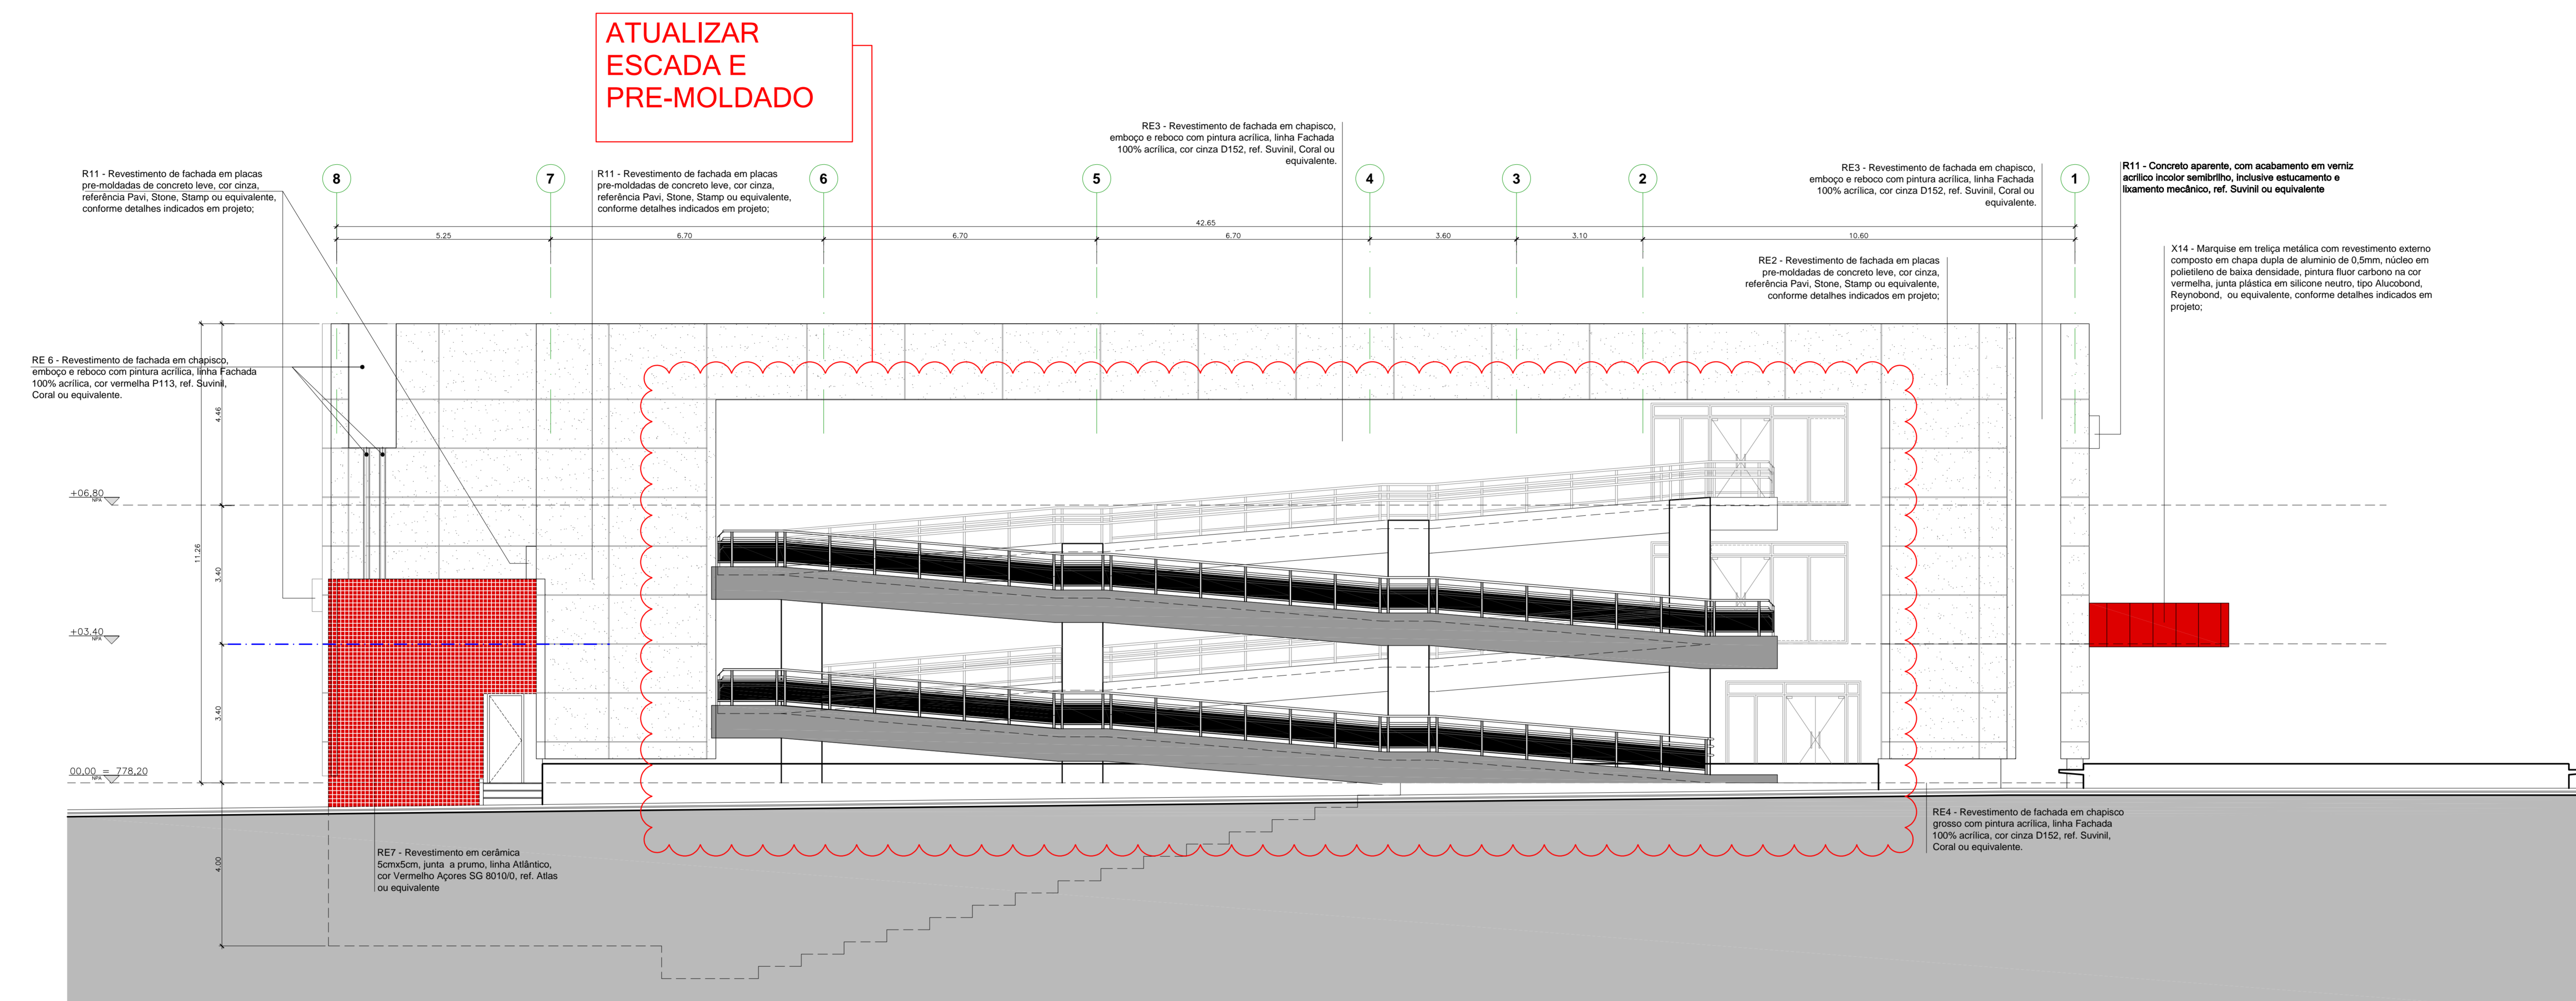 ATUALIZAR
ESCADA E
PRE-MOLDADO
RE3 - Revestimento de fachada em chapisco,
emboço e reboco com pintura acrílica, linha Fachada
100% acrílica, cor cinza D152, ref. Suvinil, Coral ou
equivalente.
R11 - Revestimento de fachada em placas
pre-moldadas de concreto leve, cor cinza,
referência Pavi, Stone, Stamp ou equivalente,
conforme detalhes indicados em projeto;
8
7
R11 - Revestimento de fachada em placas
pre-moldadas de concreto leve, cor cinza,
referência Pavi, Stone, Stamp ou equivalente,
conforme detalhes indicados em projeto;
6
5
4
3
2
RE3 - Revestimento de fachada em chapisco,
emboço e reboco com pintura acrílica, linha Fachada
100% acrílica, cor cinza D152, ref. Suvinil, Coral ou
equivalente.
1
R11 - Concreto aparente, com acabamento em verniz
acrilico incolor semibrilho, inclusive estucamento e
lixamento mecânico, ref. Suvinil ou equivalente
42.65
5.25
6.70
6.70
6.70
3.60
3.10
10.60
RE2 - Revestimento de fachada em placas
pre-moldadas de concreto leve, cor cinza,
referência Pavi, Stone, Stamp ou equivalente,
conforme detalhes indicados em projeto;
X14 - Marquise em treliça metálica com revestimento externo
composto em chapa dupla de aluminio de 0,5mm, núcleo em
polietileno de baixa densidade, pintura fluor carbono na cor
vermelha, junta plástica em silicone neutro, tipo Alucobond,
Reynobond, ou equivalente, conforme detalhes indicados em
projeto;
RE 6 - Revestimento de fachada em chapisco,
emboço e reboco com pintura acrílica, linha Fachada
100% acrílica, cor vermelha P113, ref. Suvinil,
Coral ou equivalente.
4.46
+06,80
NPA
11.26
3.40
+03,40
NPA
3.40
00,00 = 778,20
NPA
4.00
RE7 - Revestimento em cerâmica
5cmx5cm, junta a prumo, linha Atlântico,
cor Vermelho Açores SG 8010/0, ref. Atlas
ou equivalente
RE4 - Revestimento de fachada em chapisco
grosso com pintura acrílica, linha Fachada
100% acrílica, cor cinza D152, ref. Suvinil,
Coral ou equivalente.